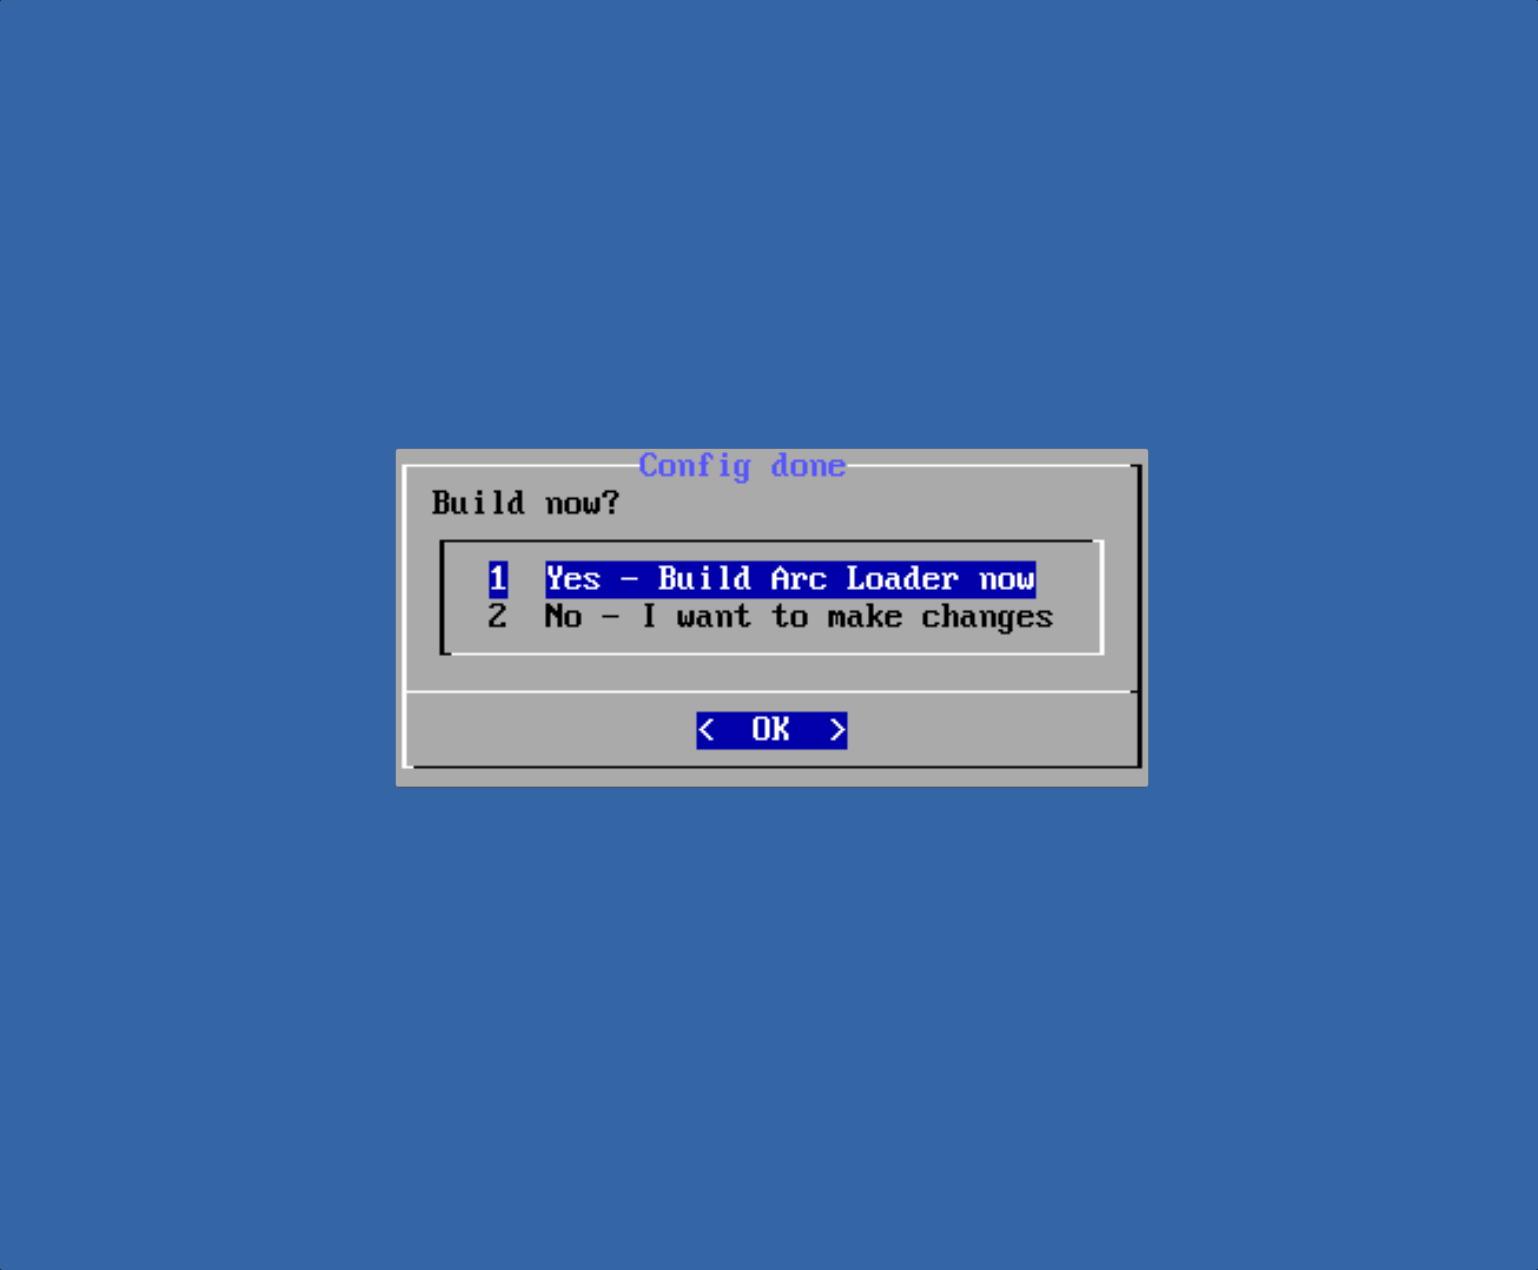 Config done
Build now?
1 Yes - Build Arc Loader now
2 No - I want to make changes
< OK >